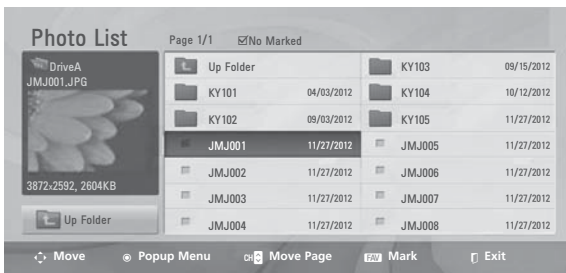 Photo List
Page 1/1 ☑No Marked
DriveA
JMJ001.JPG
3872x2592, 2604KB
Up Folder
Up Folder
KY101 04/03/2012
KY102 09/03/2012
JMJ001 11/27/2012
JMJ002 11/27/2012
JMJ003 11/27/2012
JMJ004 11/27/2012
KY103 09/15/2012
KY104 10/12/2012
KY105 11/27/2012
JMJ005 11/27/2012
JMJ006 11/27/2012
JMJ007 11/27/2012
JMJ008 11/27/2012
Move Popup Menu CH Move Page FAV Mark Exit